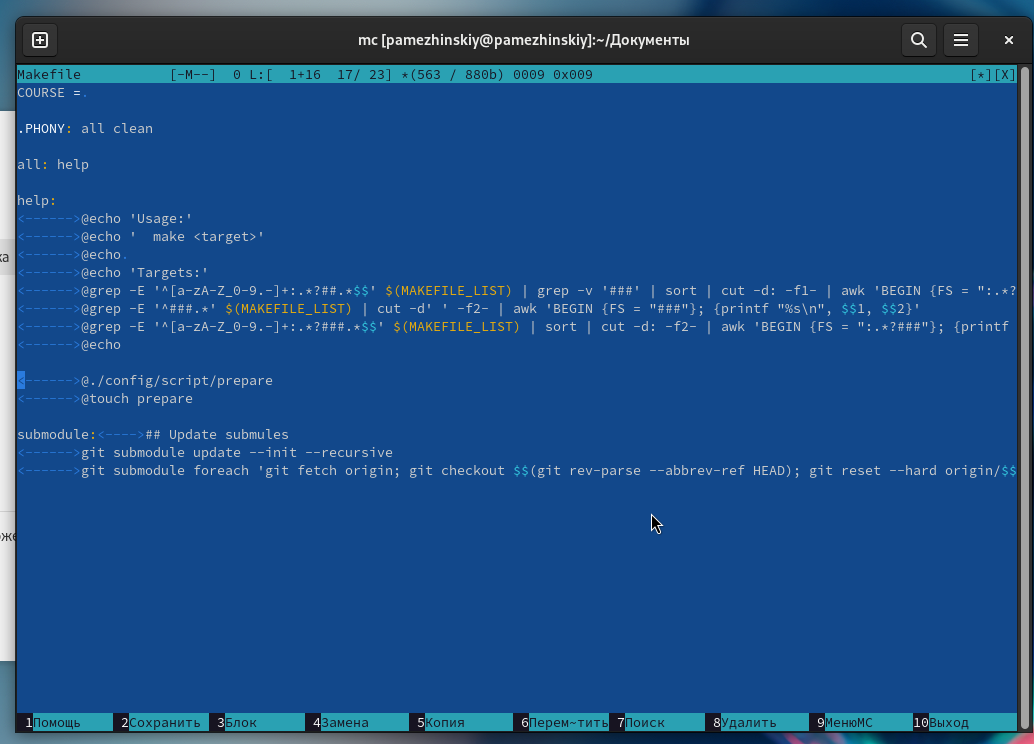 mc [pamezhinskiy@pamezhinskiy]:~/Документы
Makefile [-M--] 0 L:[ 1+16 17/ 23] *(563 / 880b) 0009 0x009 [*][X]
COURSE =.
.PHONY: all clean
all: help
help:
<------>@echo 'Usage:'
<------>@echo '  make <target>'
<------>@echo.
<------>@echo 'Targets:'
<------>@grep -E '^[a-zA-Z_0-9.-]+:.*?##.*$$' $(MAKEFILE_LIST) | grep -v '###' | sort | cut -d: -f1- | awk 'BEGIN {FS = ":.*?
<------>@grep -E '^###.*' $(MAKEFILE_LIST) | cut -d' ' -f2- | awk 'BEGIN {FS = "###"}; {printf "%s\n", $$1, $$2}'
<------>@grep -E '^[a-zA-Z_0-9.-]+:.*?###.*$$' $(MAKEFILE_LIST) | sort | cut -d: -f2- | awk 'BEGIN {FS = ":.*?###"}; {printf
<------>@echo
<------>@./config/script/prepare
<------>@touch prepare
submodule:<---->## Update submules
<------>git submodule update --init --recursive
<------>git submodule foreach 'git fetch origin; git checkout $$(git rev-parse --abbrev-ref HEAD); git reset --hard origin/$$
1Помощь 2Сохранить 3Блок 4Замена 5Копия 6Перем~тить 7Поиск 8Удалить 9МенюMC 10Выход